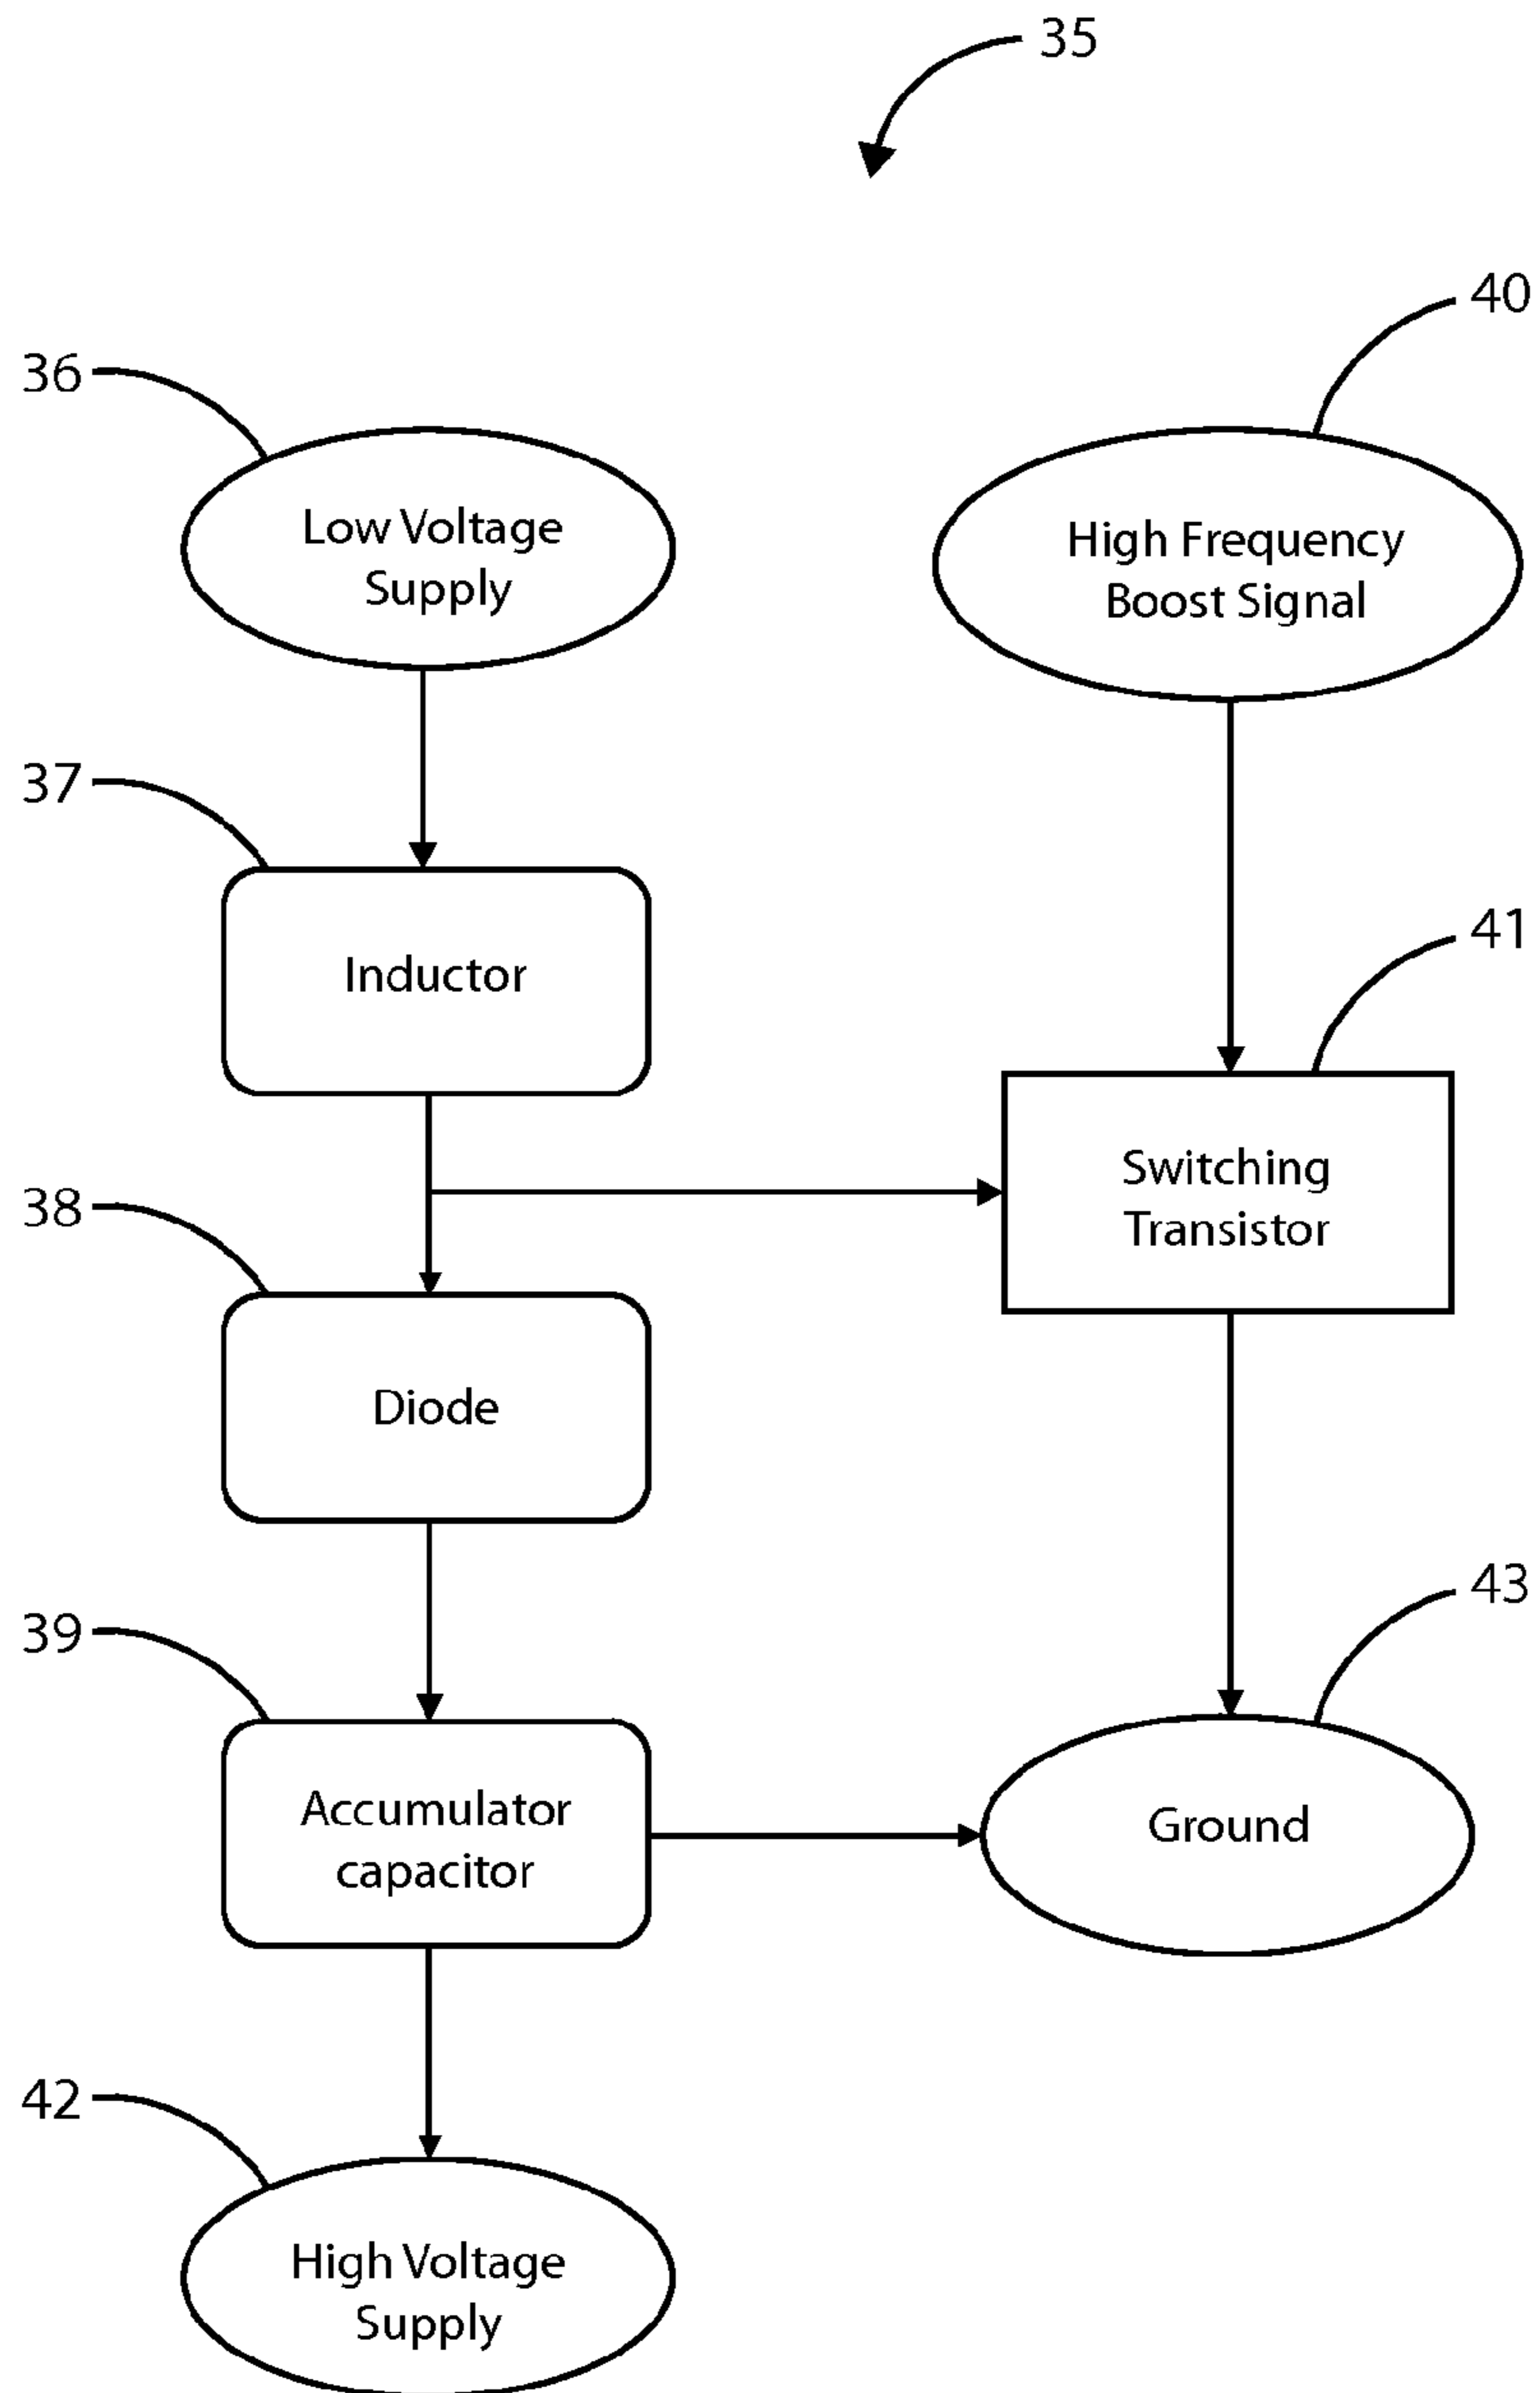 35
40
36
Low Voltage
Supply
High Frequency
Boost Signal
37
Inductor
41
Switching
Transistor
38
Diode
43
39
Accumulator
capacitor
Ground
42
High Voltage
Supply